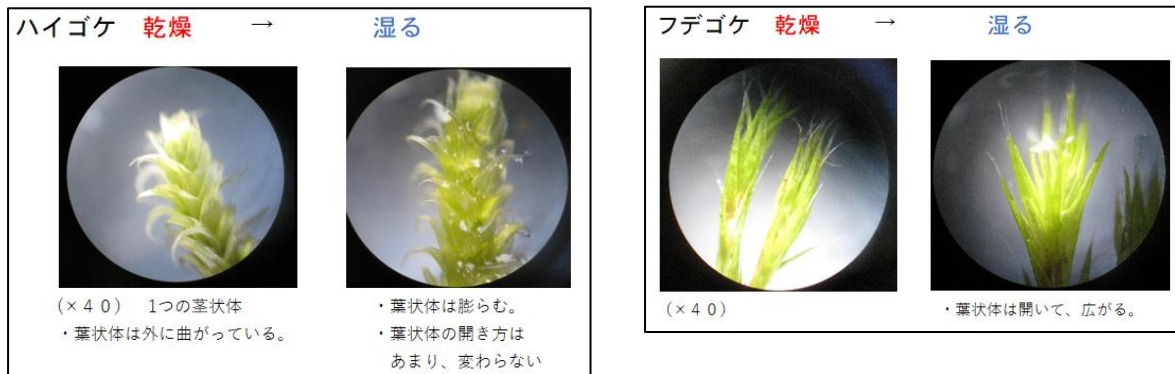 ハイゴケ 乾燥 → 湿る
(×40) 1つの茎状体
・葉状体は外に曲がっている。
・葉状体は膨らむ。
・葉状体の開き方は
あまり、変わらない
フデゴケ 乾燥 → 湿る
(×40)
・葉状体は開いて、広がる。